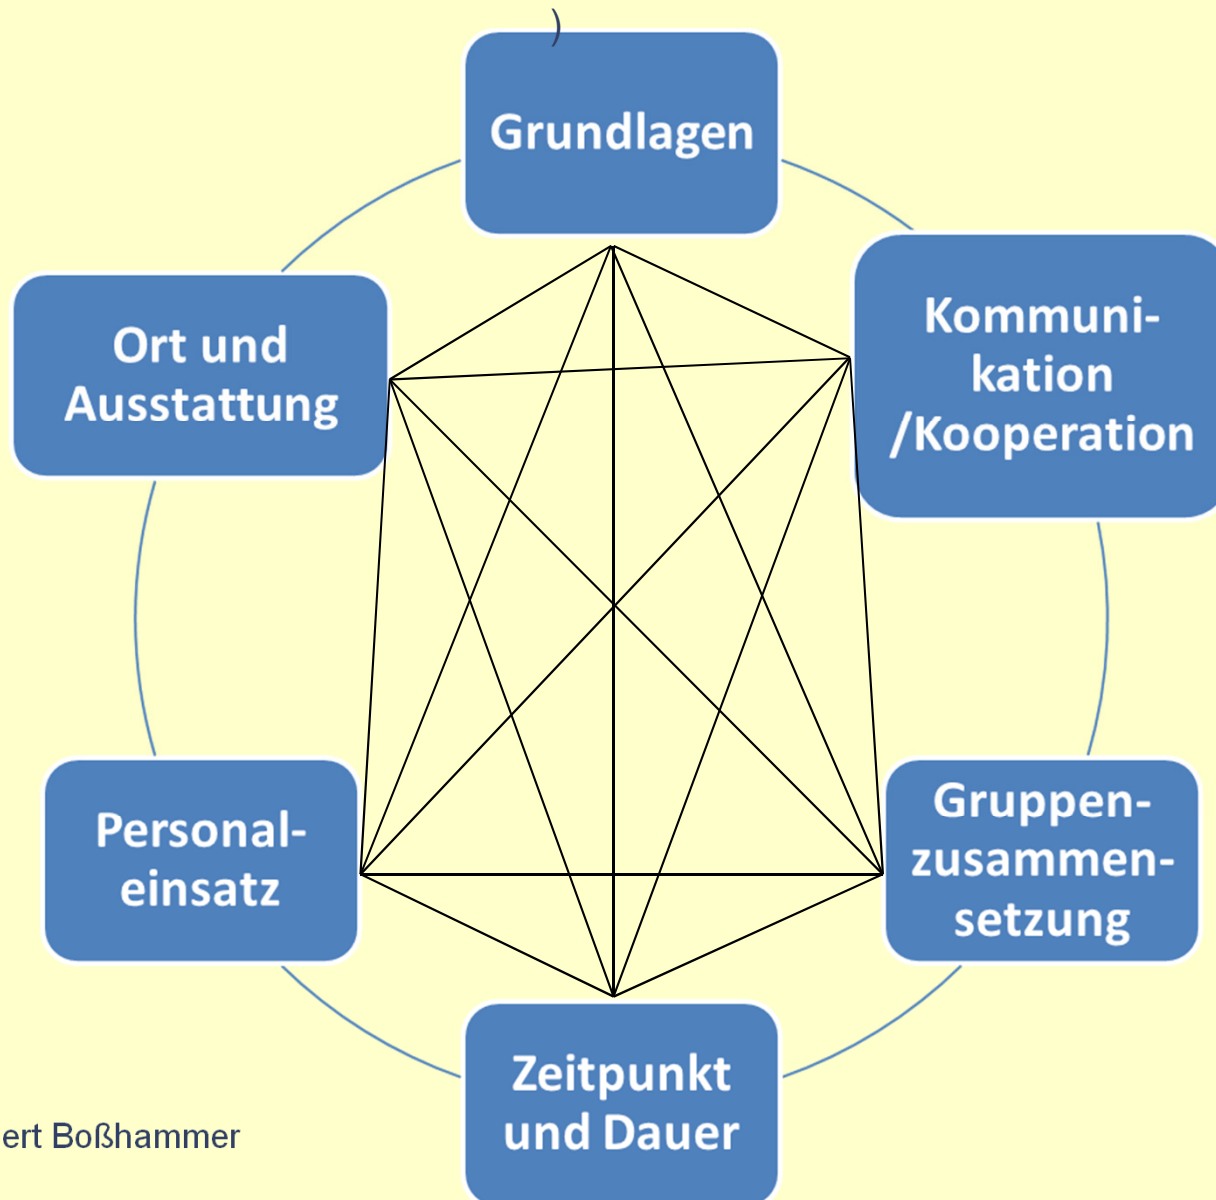 )
Grundlagen
Kommuni-
kation
/Kooperation
Ort und
Ausstattung
Gruppen-
zusammen-
setzung
Personal-
einsatz
Zeitpunkt
und Dauer
ert Boßhammer